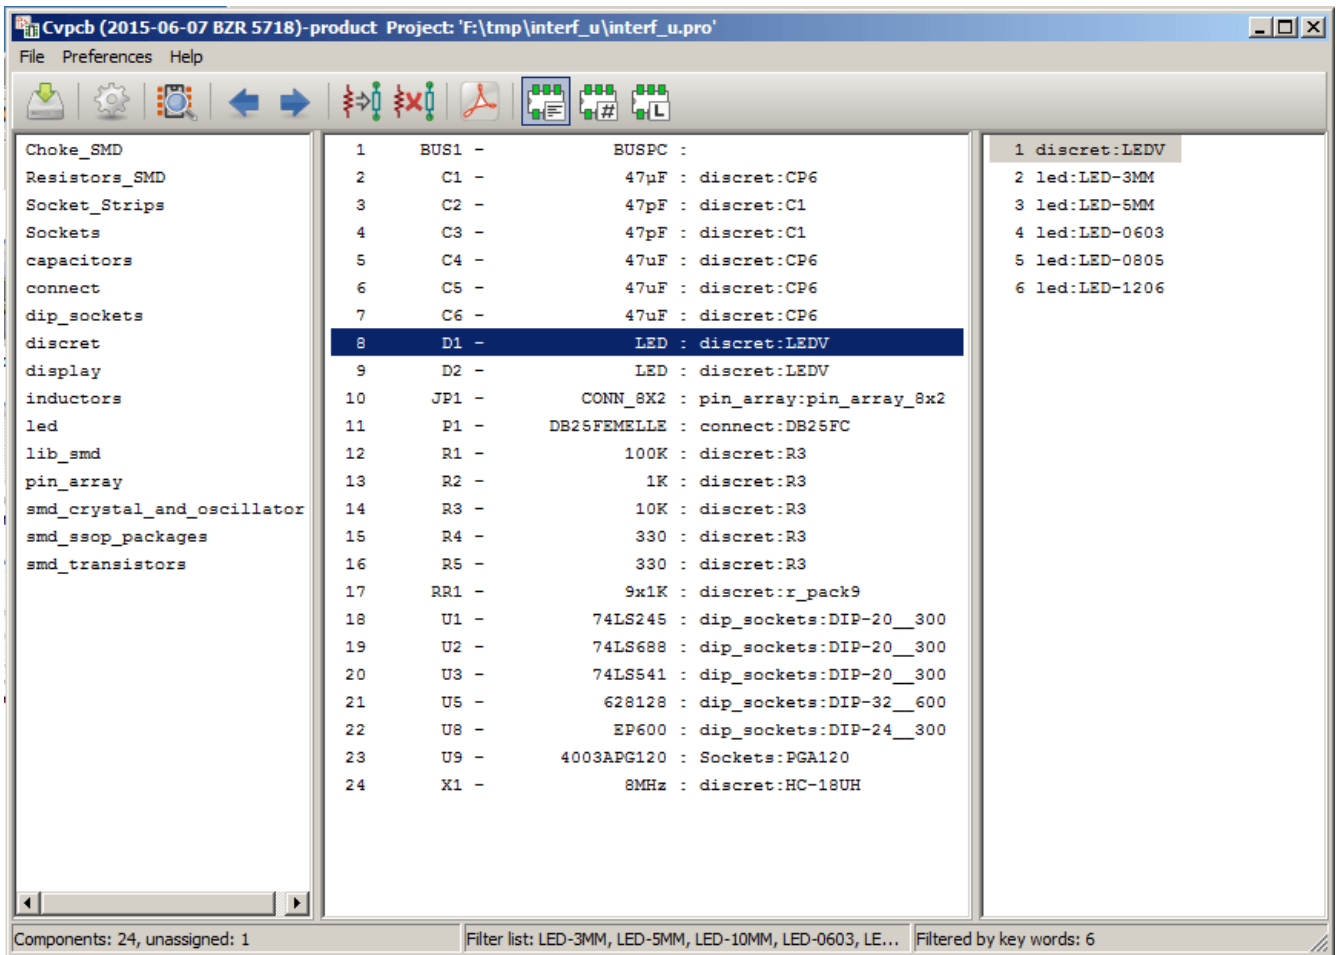 Cvpcb (2015-06-07 BZR 5718)-product Project: 'F:\tmp\interf_u\interf_u.pro'
File Preferences Help
Choke_SMD
Resistors_SMD
Socket_Strips
Sockets
capacitors
connect
dip_sockets
discret
display
inductors
led
lib_smd
pin_array
smd_crystal_and_oscillator
smd_ssop_packages
smd_transistors
1 BUS1 - BUSPC :
2 C1 - 47µF : discret:CP6
3 C2 - 47pF : discret:C1
4 C3 - 47pF : discret:C1
5 C4 - 47uF : discret:CP6
6 C5 - 47uF : discret:CP6
7 C6 - 47uF : discret:CP6
8 D1 - LED : discret:LEDV
9 D2 - LED : discret:LEDV
10 JP1 - CONN_8X2 : pin_array:pin_array_8x2
11 P1 - DB25FEMELLE : connect:DB25FC
12 R1 - 100K : discret:R3
13 R2 - 1K : discret:R3
14 R3 - 10K : discret:R3
15 R4 - 330 : discret:R3
16 R5 - 330 : discret:R3
17 RR1 - 9x1K : discret:r_pack9
18 U1 - 74LS245 : dip_sockets:DIP-20__300
19 U2 - 74LS688 : dip_sockets:DIP-20__300
20 U3 - 74LS541 : dip_sockets:DIP-20__300
21 U5 - 628128 : dip_sockets:DIP-32__600
22 U8 - EP600 : dip_sockets:DIP-24__300
23 U9 - 4003APG120 : Sockets:PGA120
24 X1 - 8MHz : discret:HC-18UH
1 discret:LEDV
2 led:LED-3MM
3 led:LED-5MM
4 led:LED-0603
5 led:LED-0805
6 led:LED-1206
Components: 24, unassigned: 1
Filter list: LED-3MM, LED-5MM, LED-10MM, LED-0603, LE...
Filtered by key words: 6